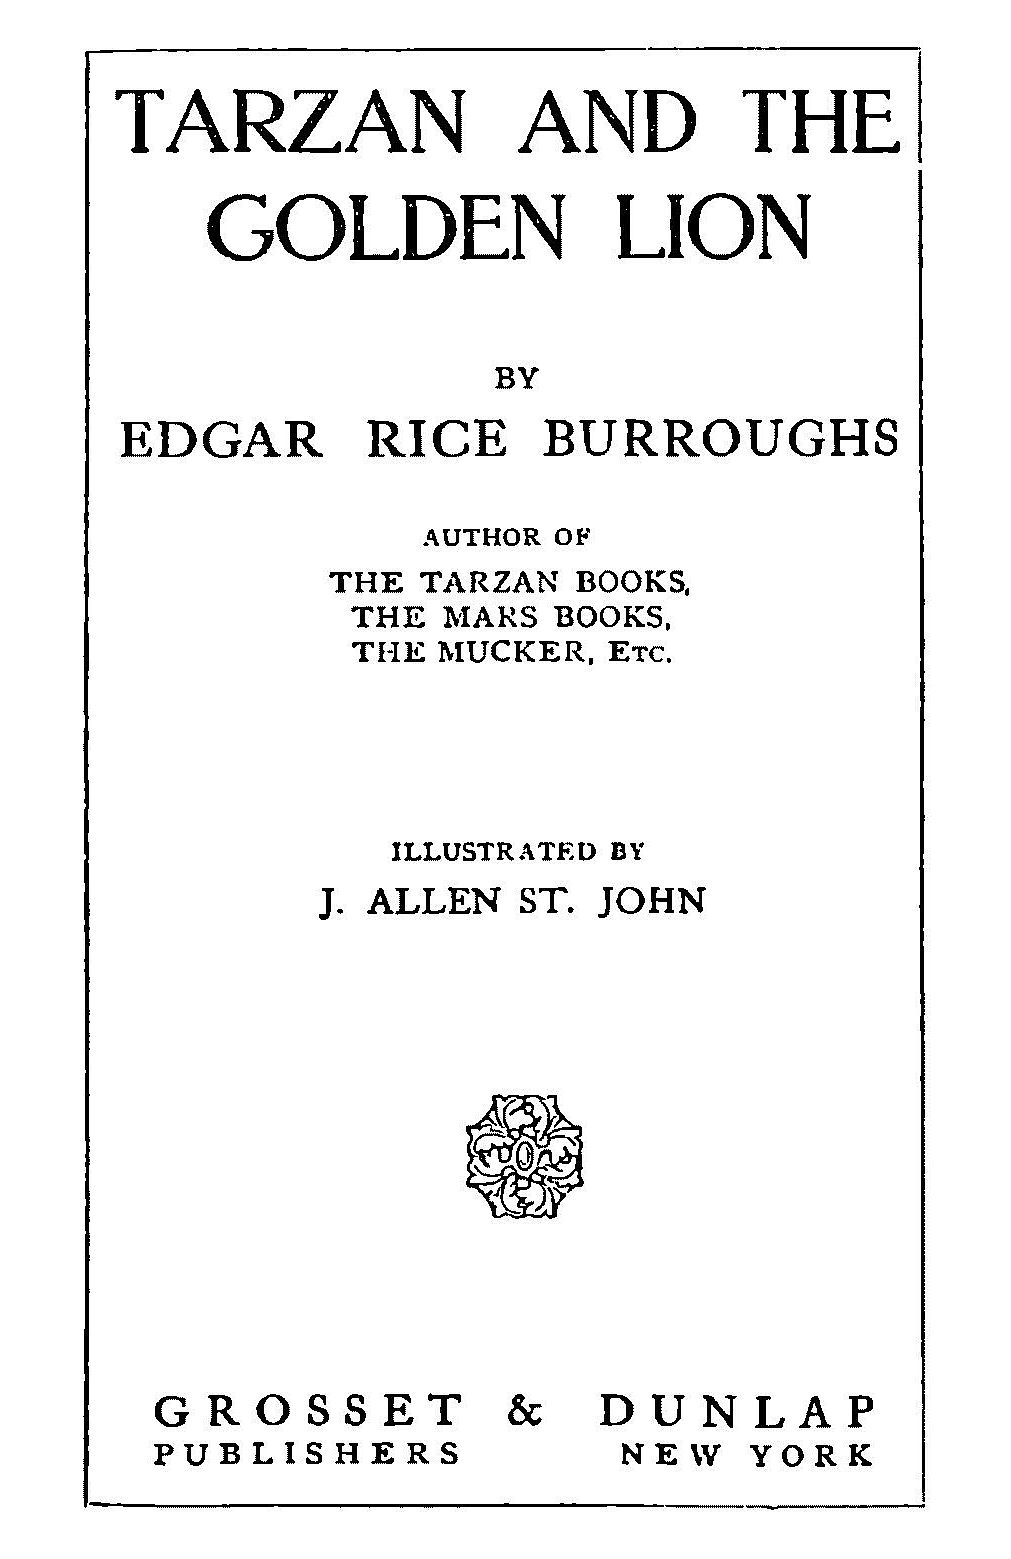 TARZAN AND THE
GOLDEN LION
BY
EDGAR RICE BURROUGHS
AUTHOR OF
THE TARZAN BOOKS,
THE MARS BOOKS,
THE MUCKER, ETC.
ILLUSTRATED BY
J. ALLEN ST. JOHN
GROSSET & DUNLAP
PUBLISHERS NEW YORK